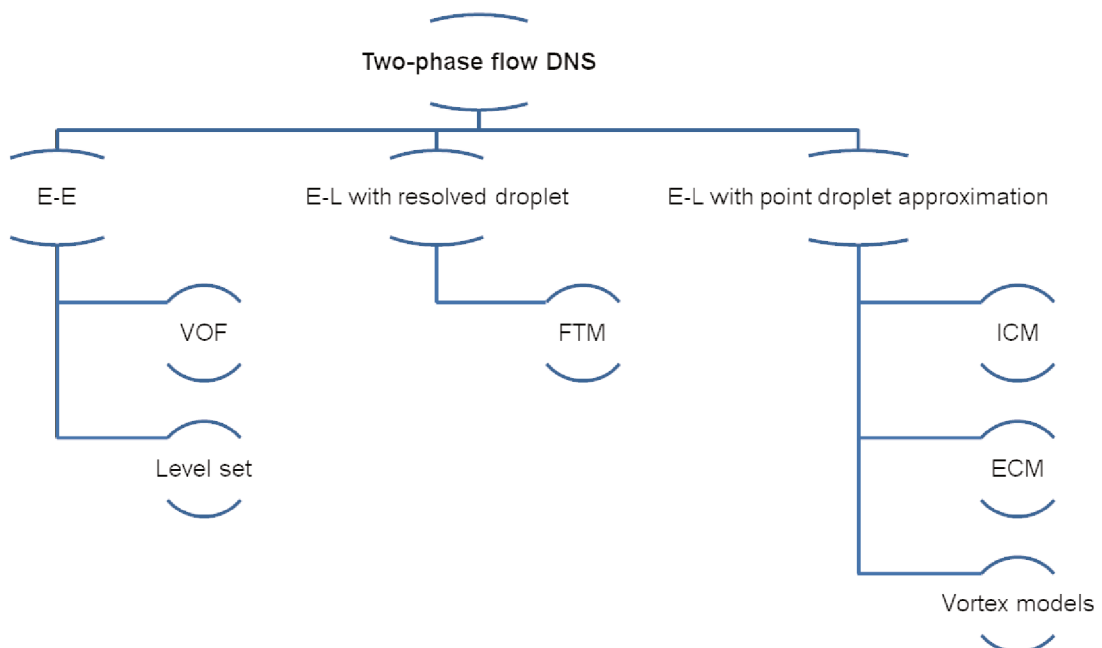 Two-phase flow DNS
E-E
E-L with resolved droplet
E-L with point droplet approximation
VOF
FTM
ICM
Level set
ECM
Vortex models